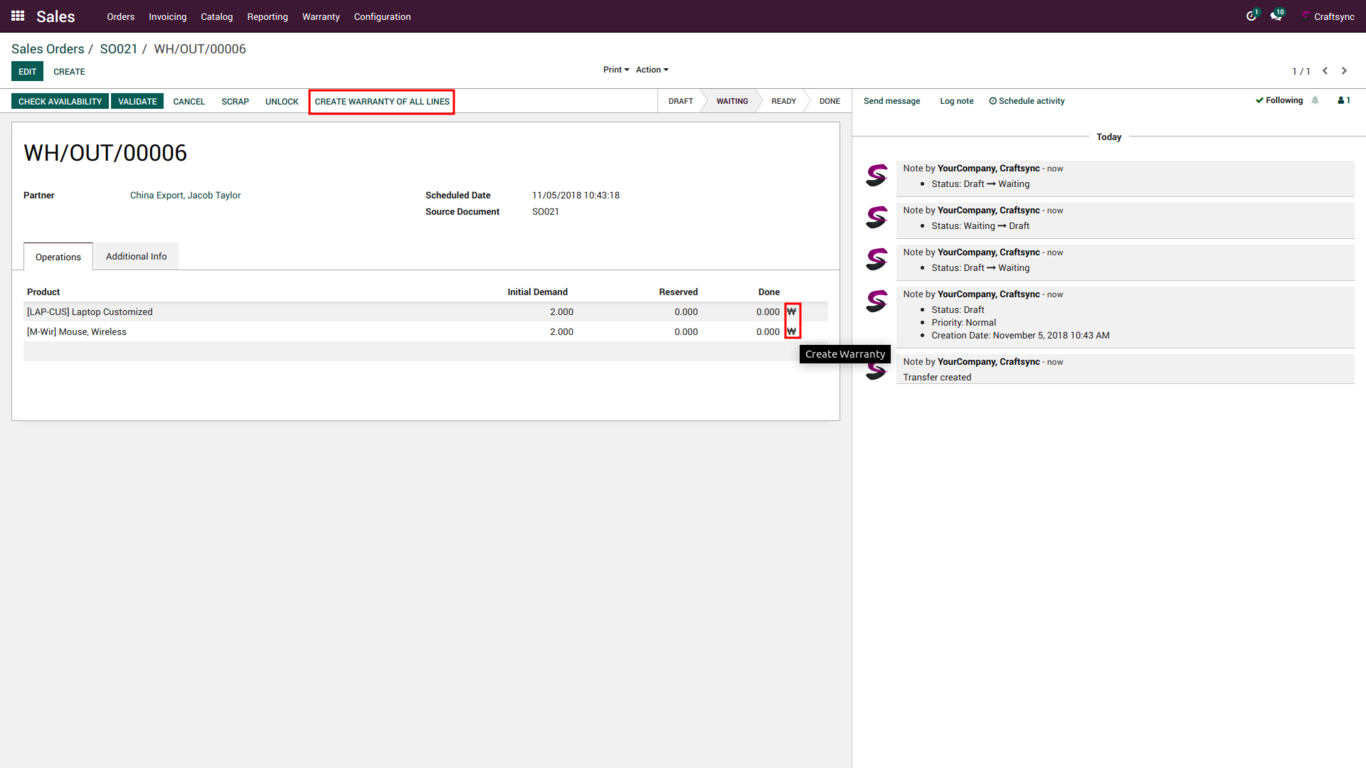 Sales Orders Invoicing Catalog Reporting Warranty Configuration 1 10 Craftsync
Sales Orders / SO021 / WH/OUT/00006
EDIT CREATE Print Action 1 / 1
CHECK AVAILABILITY VALIDATE CANCEL SCRAP UNLOCK CREATE WARRANTY OF ALL LINES DRAFT WAITING READY DONE
Send message Log note Schedule activity Following 1
WH/OUT/00006
Partner China Export, Jacob Taylor Scheduled Date 11/05/2018 10:43:18
Source Document SO021
Operations Additional Info
Product Initial Demand Reserved Done
[LAP-CUS] Laptop Customized 2.000 0.000 0.000 ₩
[M-Wir] Mouse, Wireless 2.000 0.000 0.000 ₩
Create Warranty
Today
Note by YourCompany, Craftsync - now
• Status: Draft ➞ Waiting
Note by YourCompany, Craftsync - now
• Status: Waiting ➞ Draft
Note by YourCompany, Craftsync - now
• Status: Draft ➞ Waiting
Note by YourCompany, Craftsync - now
• Status: Draft
• Priority: Normal
• Creation Date: November 5, 2018 10:43 AM
Note by YourCompany, Craftsync - now
Transfer created